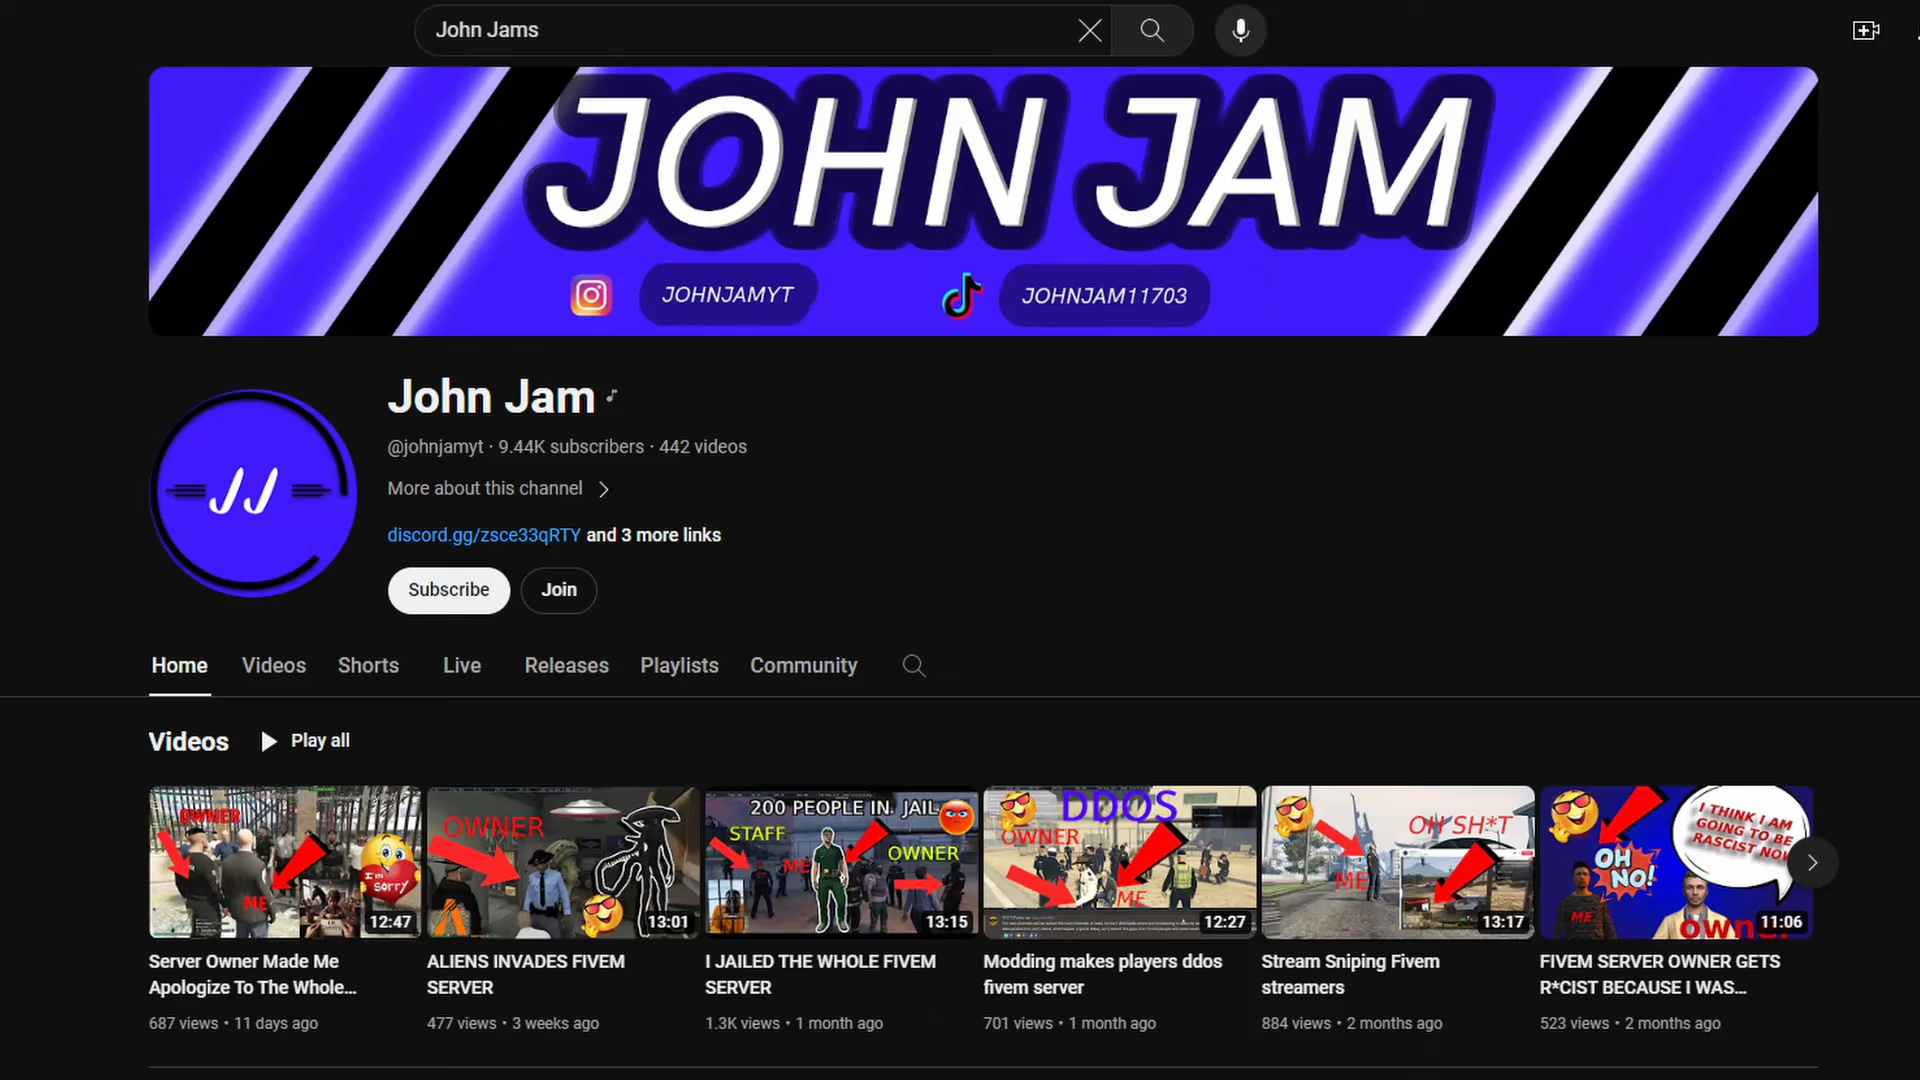 John Jams
JOHN JAM
JOHNJAMYT
JOHNJAM11703
JJ
John Jam
@johnjamyt · 9.44K subscribers · 442 videos
More about this channel
discord.gg/zsce33qRTY and 3 more links
Subscribe
Join
Home
Videos
Shorts
Live
Releases
Playlists
Community
Videos
Play all
OWNER
ME
I'm sorry
12:47
OWNER
13:01
200 PEOPLE IN JAIL
STAFF
ME
OWNER
13:15
DDOS
OWNER
ME
12:27
OH SH*T
ME
13:17
I THINK I AM
GOING TO BE
RASCIST NOW
OH
NO!
ME
owner
11:06
Server Owner Made Me
Apologize To The Whole...
687 views · 11 days ago
ALIENS INVADES FIVEM
SERVER
477 views · 3 weeks ago
I JAILED THE WHOLE FIVEM
SERVER
1.3K views · 1 month ago
Modding makes players ddos
fivem server
701 views · 1 month ago
Stream Sniping Fivem
streamers
884 views · 2 months ago
FIVEM SERVER OWNER GETS
R*CIST BECAUSE I WAS...
523 views · 2 months ago